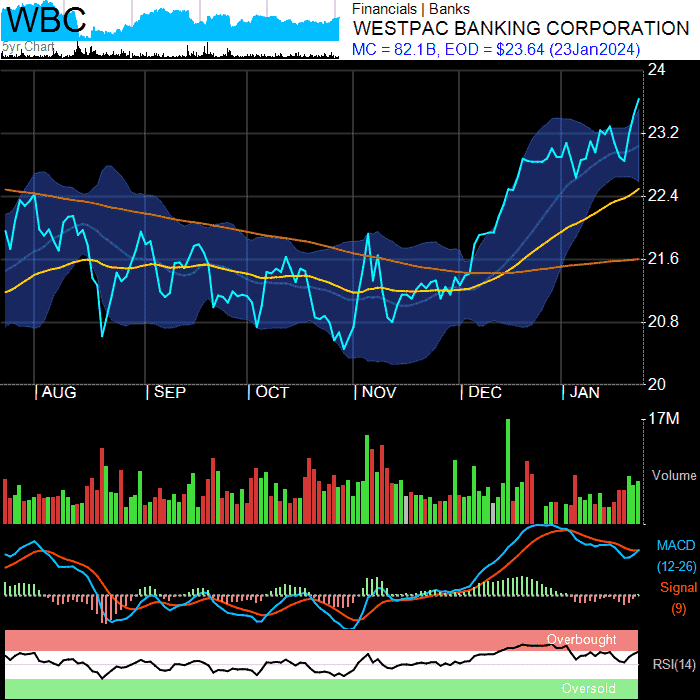 WBC
5yr Chart
Financials | Banks
WESTPAC BANKING CORPORATION
MC = 82.1B, EOD = $23.64 (23Jan2024)
24
23.2
22.4
21.6
20.8
20
| AUG | SEP | OCT | NOV | DEC | JAN
17M
Volume
MACD
(12-26)
Signal
(9)
Overbought
RSI(14)
Oversold